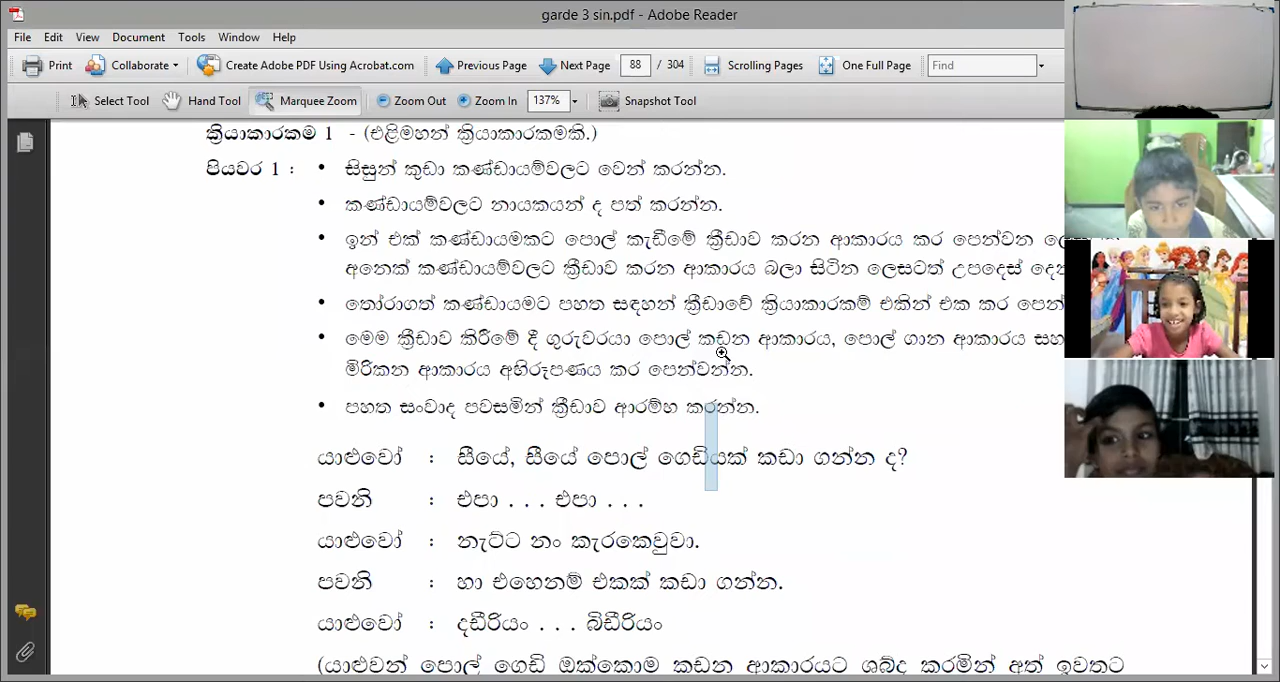 garde 3 sin.pdf - Adobe Reader
File Edit View Document Tools Window Help
Print Collaborate Create Adobe PDF Using Acrobat.com Previous Page Next Page 88 / 304 Scrolling Pages One Full Page Find
Select Tool Hand Tool Marquee Zoom Zoom Out Zoom In 137% Snapshot Tool
ක්‍රියාකාරකම 1 - (එළිමහන් ක්‍රියාකාරකමකි.)
පියවර 1 : • සිසුන් කුඩා කණ්ඩායම්වලට වෙන් කරන්න.
• කණ්ඩායම්වලට නායකයන් ද පත් කරන්න.
• ඉන් එක් කණ්ඩායමකට පොල් කැඩීමේ ක්‍රීඩාව කරන ආකාරය කර පෙන්වන
අනෙක් කණ්ඩායම්වලට ක්‍රීඩාව කරන ආකාරය බලා සිටින ලෙසටත් උපදෙස්
• තෝරාගත් කණ්ඩායමට පහත සඳහන් ක්‍රීඩාවේ ක්‍රියාකාරකම් එකින් එක කර
• මෙම ක්‍රීඩාව කිරීමේ දී ගුරුවරයා පොල් කඩන ආකාරය, පොල් ගාන ආකාරය සහ
මිරිකන ආකාරය අභිරූපණය කර පෙන්වන්න.
• පහත සංවාද පවසමින් ක්‍රීඩාව ආරම්භ කරන්න.
යාළුවෝ : සීයේ, සීයේ පොල් ගෙඩියක් කඩා ගන්න ද?
පවනි : එපා . . . එපා . . .
යාළුවෝ : නැට්ට නං කැරකෙවුවා.
පවනි : හා එහෙනම් එකක් කඩා ගන්න.
යාළුවෝ : දඩීරියං . . . බිඩීරියං
(යාළුවන් පොල් ගෙඩි ඔක්කොම කඩන ආකාරයට ශබ්ද කරමින් අත් ඉවතට